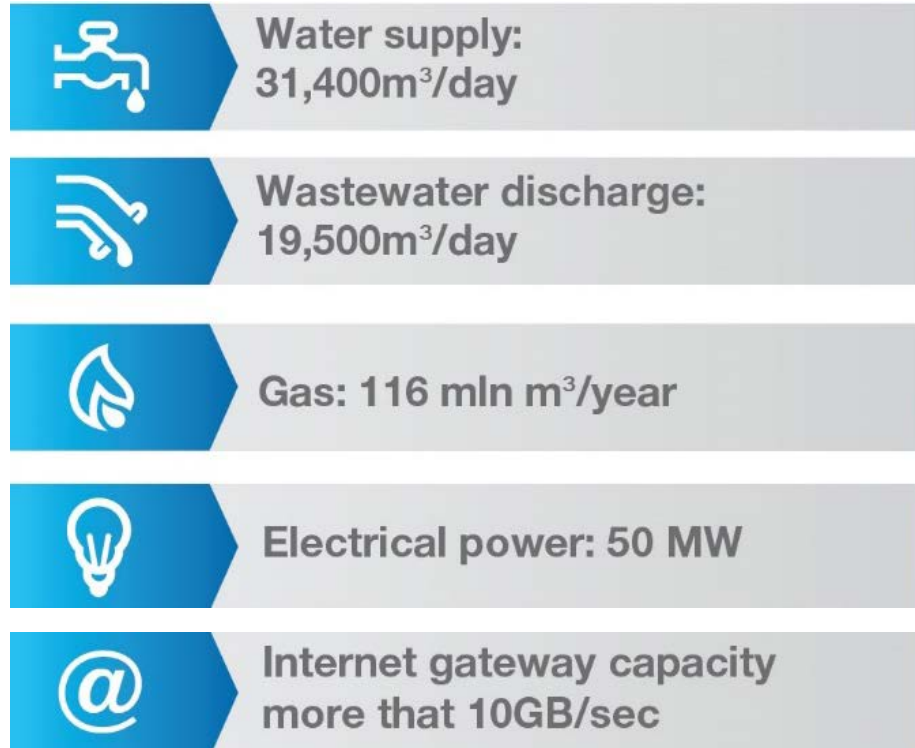 Water supply:
31,400m³/day
Wastewater discharge:
19,500m³/day
Gas: 116 mln m³/year
Electrical power: 50 MW
@
Internet gateway capacity
more that 10GB/sec